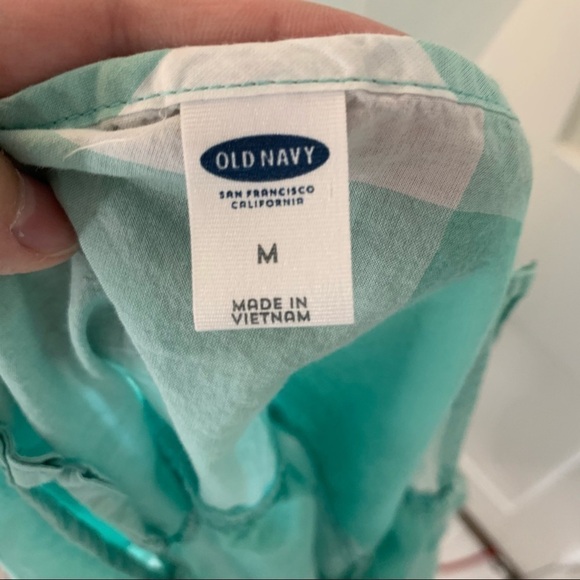 OLD NAVY
SAN FRANCISCO
CALIFORNIA
M
MADE IN
VIETNAM